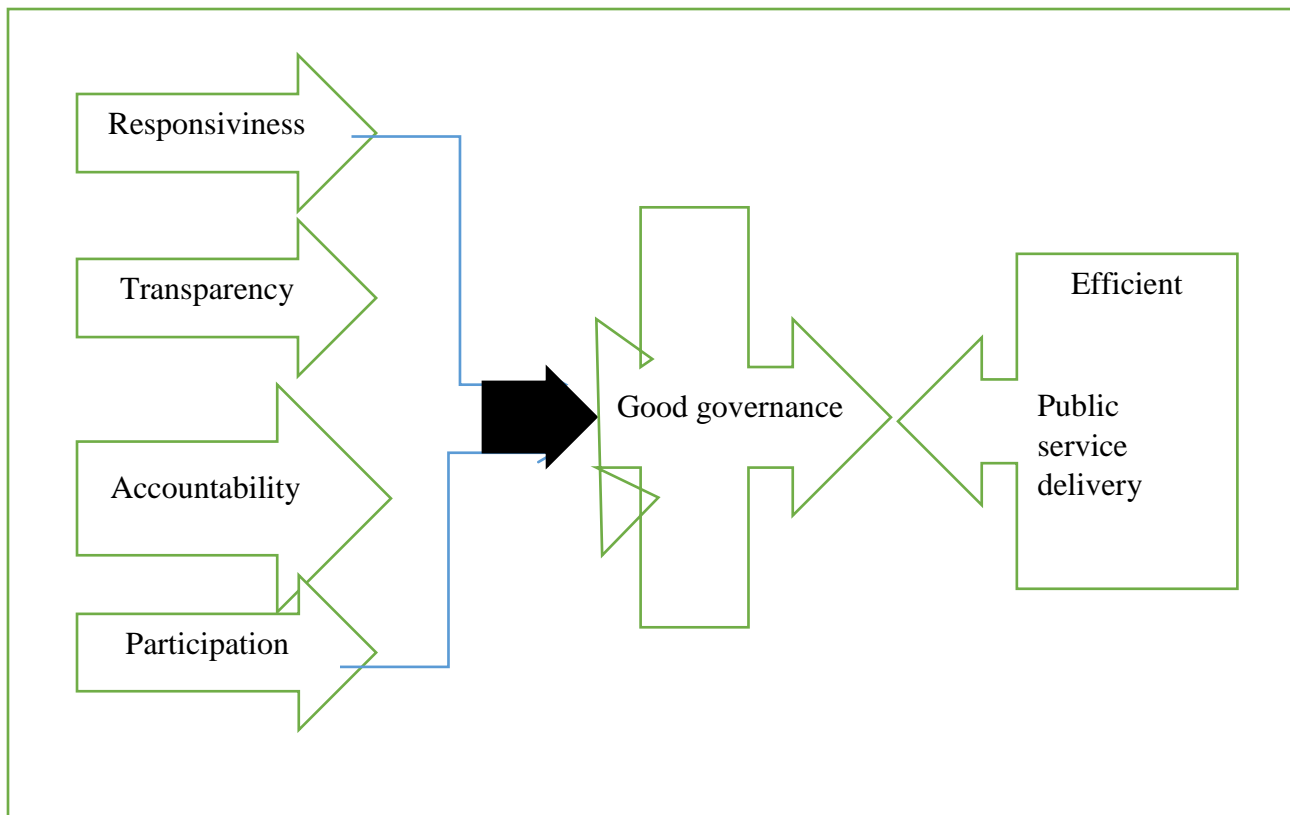 Responsiviness
Transparency
Accountability
Participation
Good governance
Efficient
Public
service
delivery